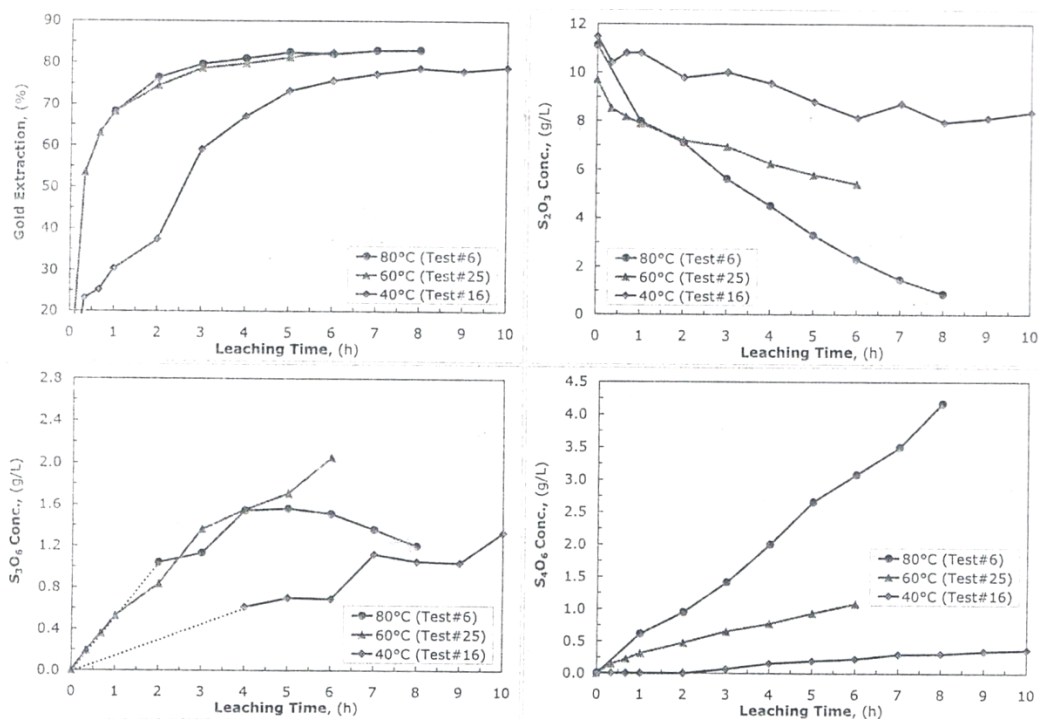 90
80
70
60
50
40
30
20
Gold Extraction, (%)
80°C (Test#6)
60°C (Test#25)
40°C (Test#16)
0 1 2 3 4 5 6 7 8 9 10
Leaching Time, (h)
12
10
8
6
4
2
0
S₂O₃ Conc., (g/L)
80°C (Test#6)
60°C (Test#25)
40°C (Test#16)
0 1 2 3 4 5 6 7 8 9 10
Leaching Time, (h)
2.8
2.4
2.0
1.6
1.2
0.8
0.4
0.0
S₃O₆ Conc., (g/L)
80°C (Test#6)
60°C (Test#25)
40°C (Test#16)
0 1 2 3 4 5 6 7 8 9 10
Leaching Time, (h)
4.5
4.0
3.5
3.0
2.5
2.0
1.5
1.0
0.5
0.0
S₄O₆ Conc., (g/L)
80°C (Test#6)
60°C (Test#25)
40°C (Test#16)
0 1 2 3 4 5 6 7 8 9 10
Leaching Time, (h)